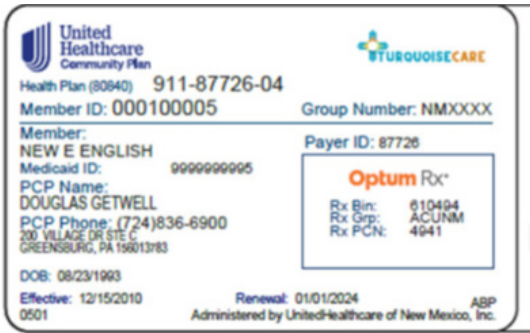 United
Healthcare
Community Plan
TURQUOISECARE
Health Plan (80840) 911-87726-04
Member ID: 000100005 Group Number: NMXXXX
Member:
NEW E ENGLISH
Medicaid ID: 9999999995
PCP Name:
DOUGLAS GETWELL
PCP Phone: (724)836-6900
200 VILLAGE DR STE C
GREENSBURG, PA 156013783
Payer ID: 87726
Optum Rx
Rx Bin: 610494
Rx Grp: ACUNM
Rx PCN: 4941
DOB: 08/23/1993
Effective: 12/15/2010 Renewal: 01/01/2024 ABP
0501 Administered by UnitedHealthcare of New Mexico, Inc.